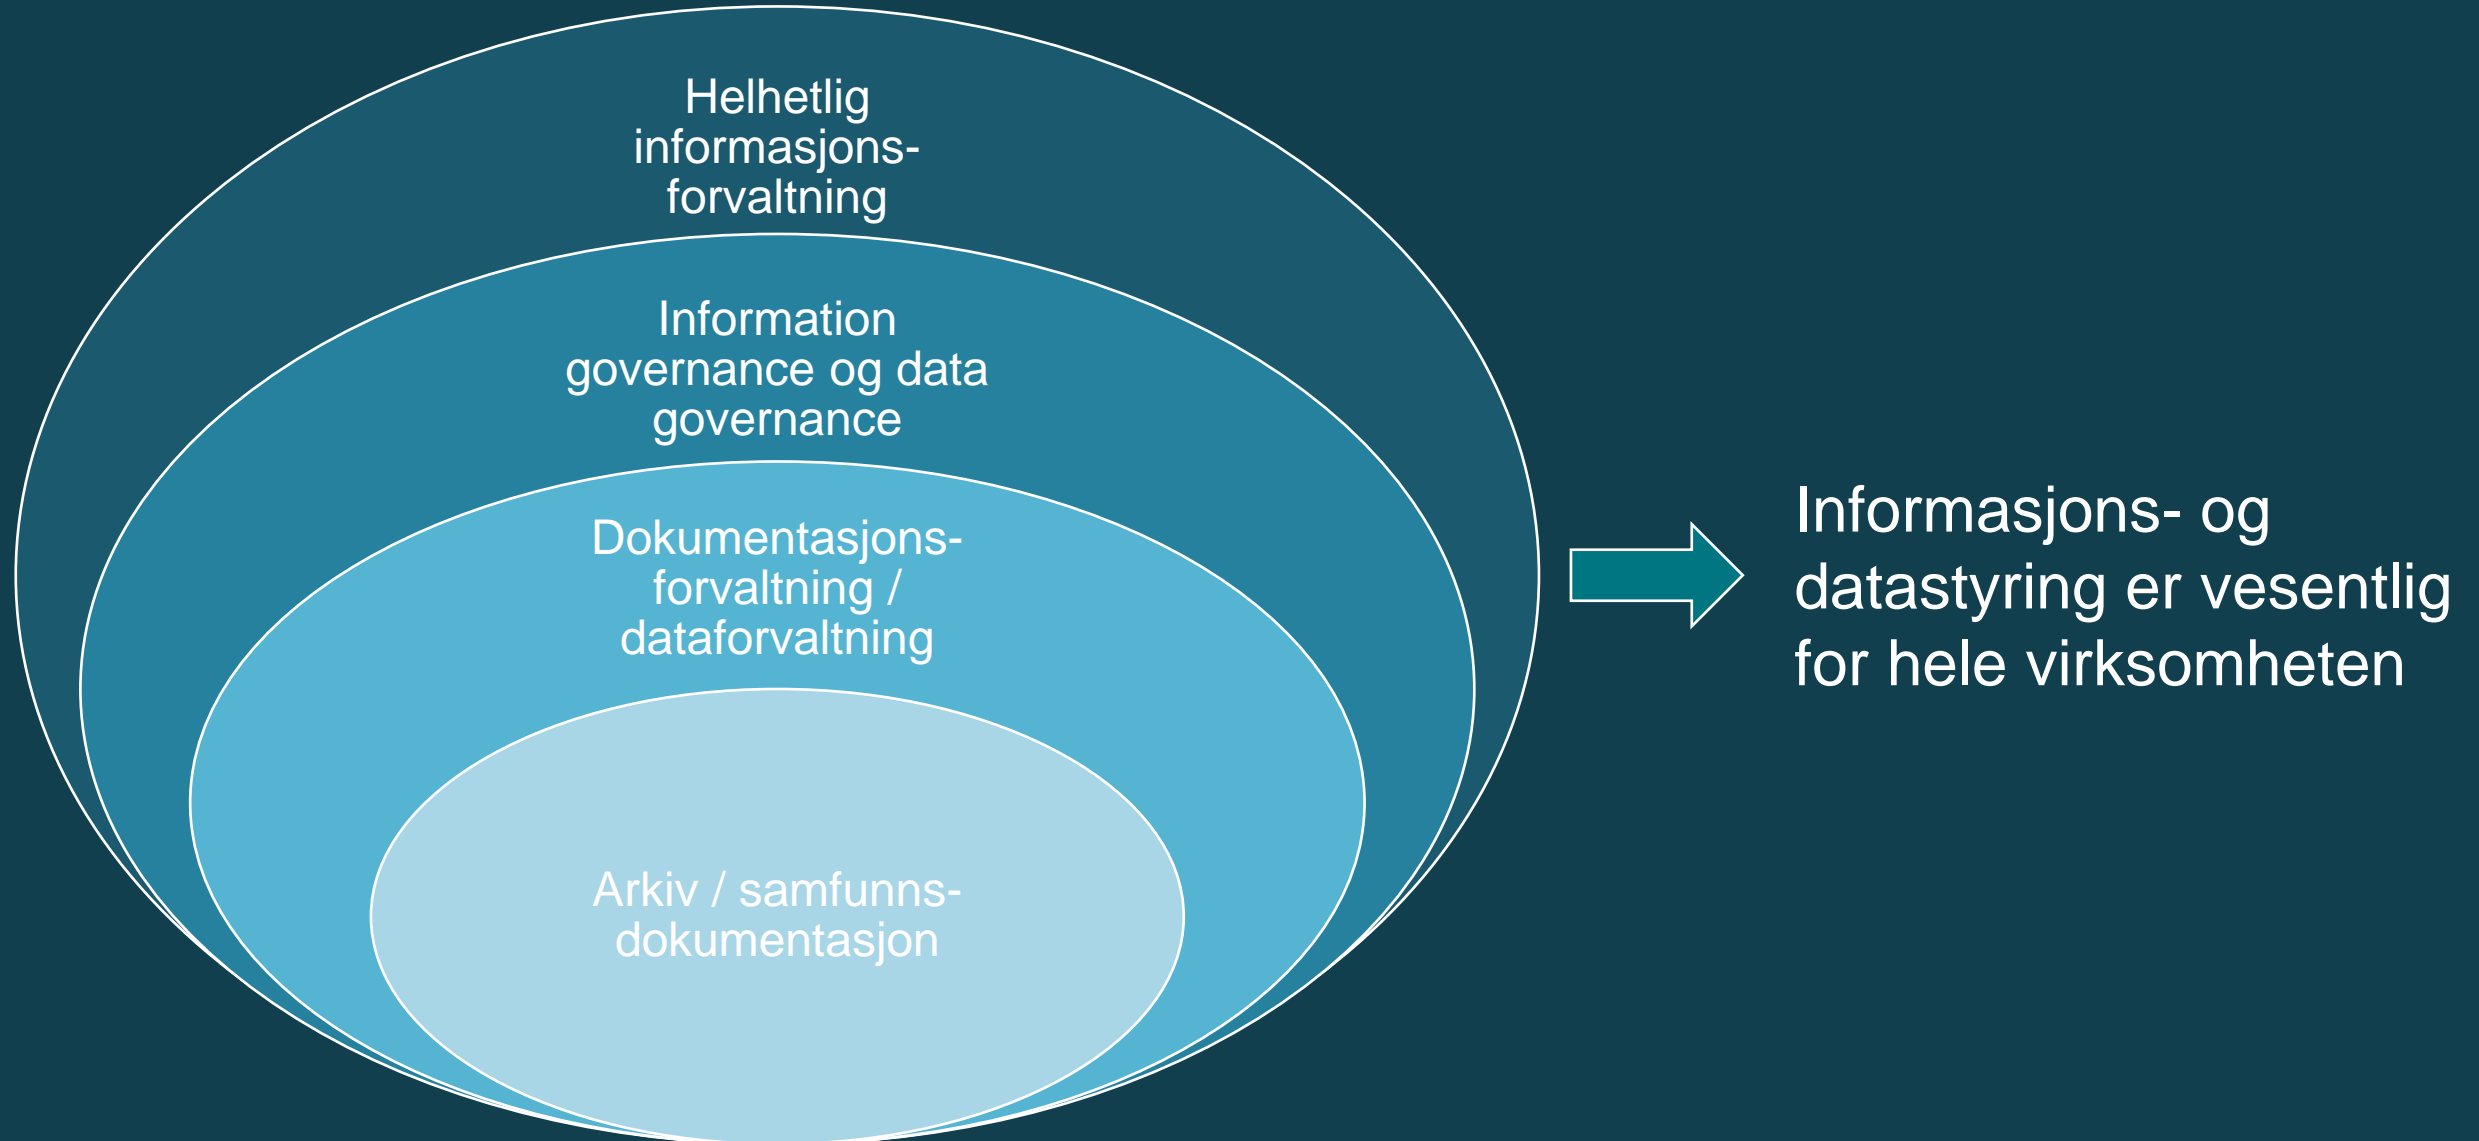 Helhetlig
informasjons-
forvaltning
Information
governance og data
governance
Dokumentasjons-
forvaltning /
dataforvaltning
Arkiv / samfunns-
dokumentasjon
Informasjons- og
datastyring er vesentlig
for hele virksomheten